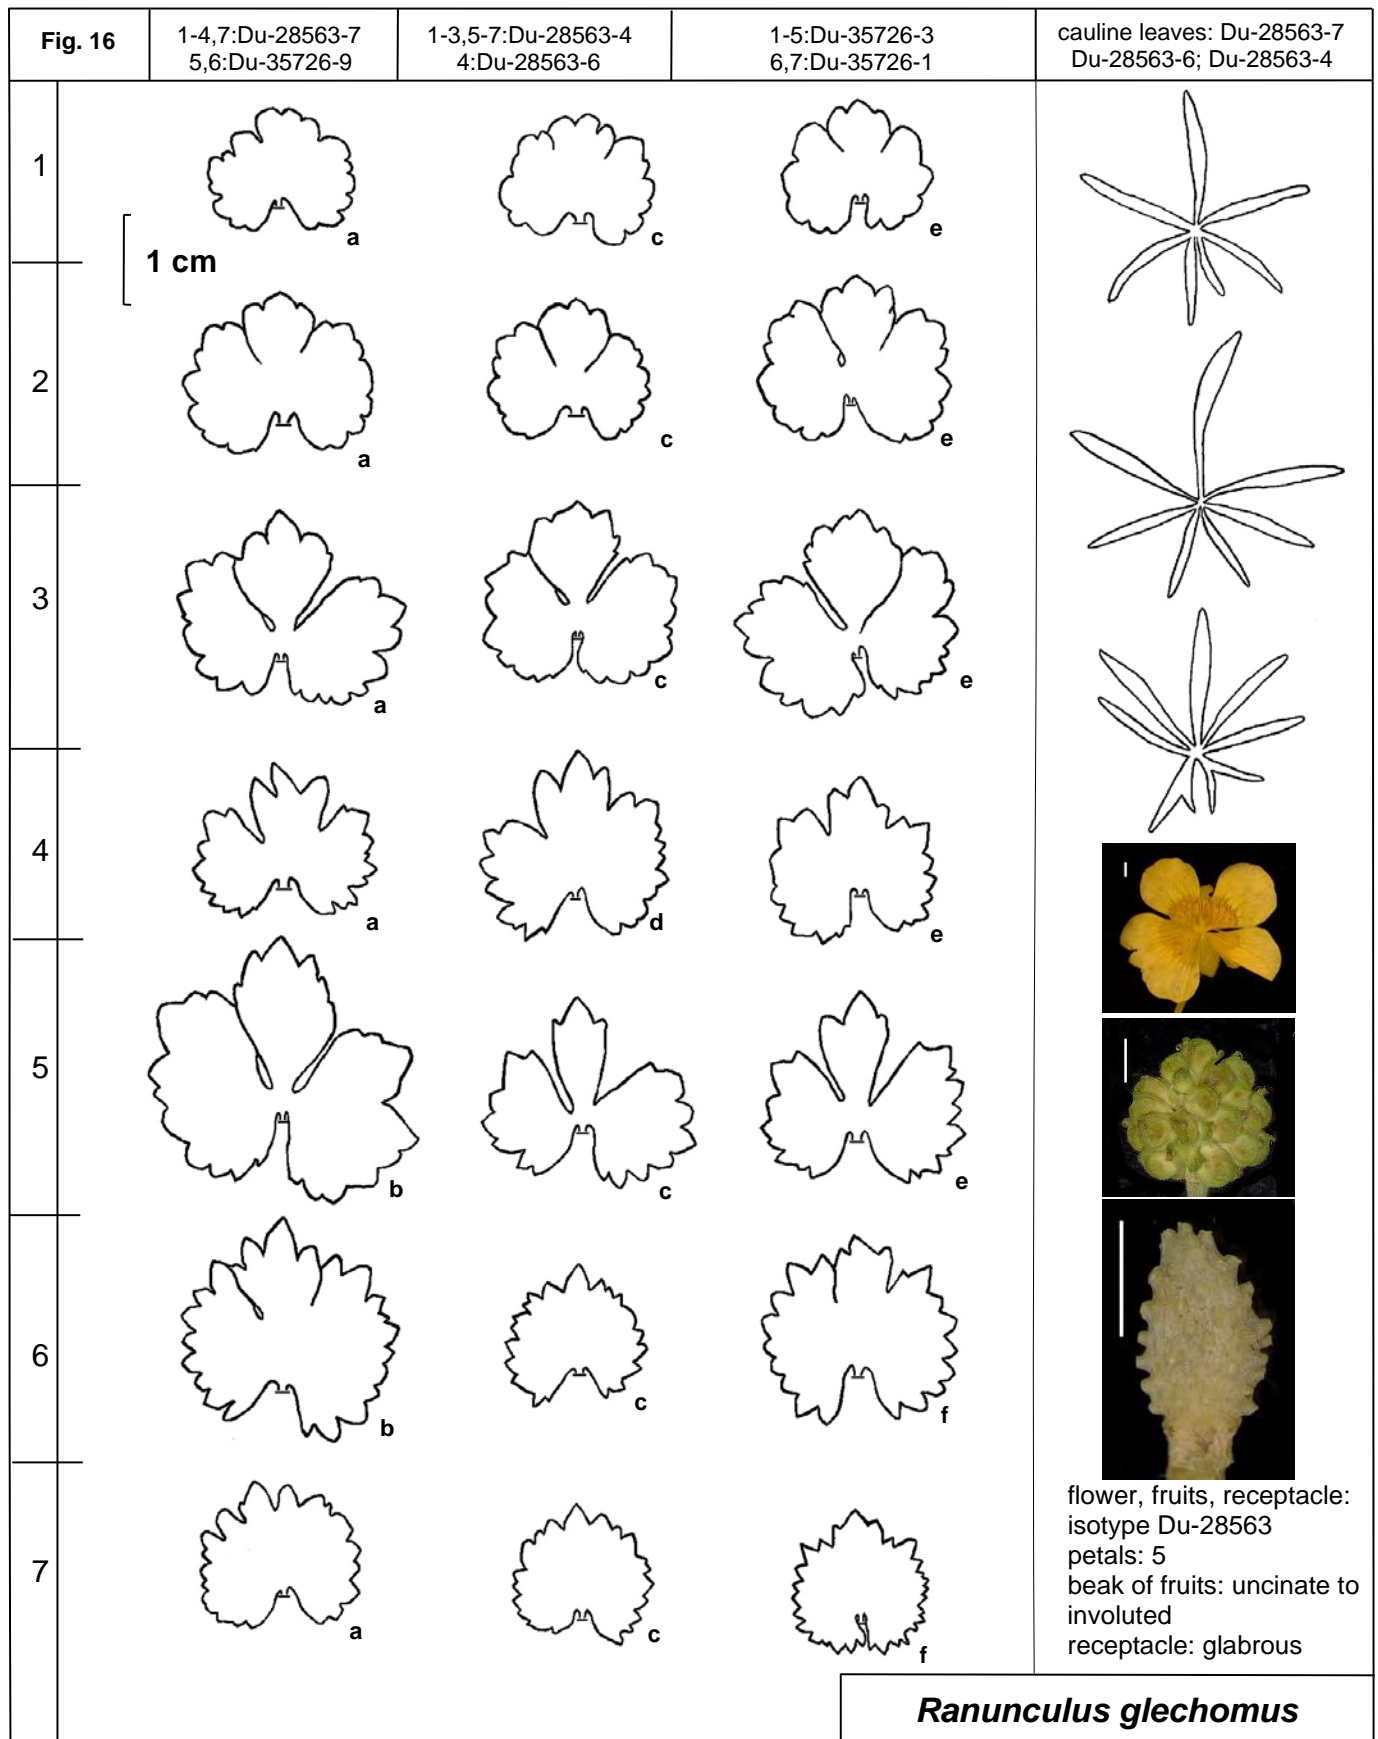 Fig. 16
1-4,7:Du-28563-7
5,6:Du-35726-9
1-3,5-7:Du-28563-4
4:Du-28563-6
1-5:Du-35726-3
6,7:Du-35726-1
cauline leaves: Du-28563-7
Du-28563-6; Du-28563-4
1
a
c
e
1 cm
2
a
c
e
3
a
c
e
4
a
d
e
5
b
c
e
6
b
c
f
7
a
c
f
flower, fruits, receptacle:
isotype Du-28563
petals: 5
beak of fruits: uncinate to
involuted
receptacle: glabrous
Ranunculus glechomus